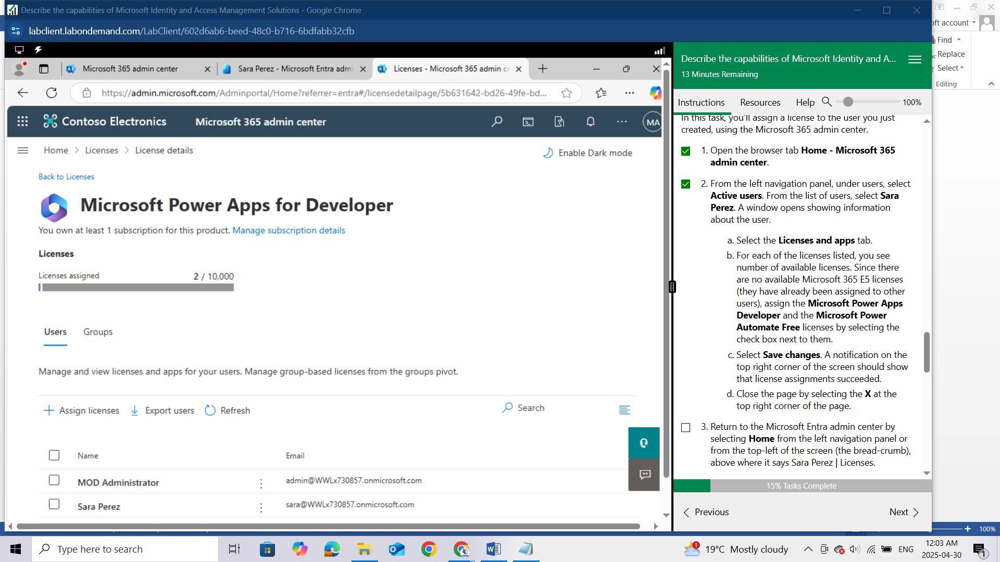 Describe the capabilities of Microsoft Identity and Access Management Solutions - Google Chrome
labclient.labondemand.com/LabClient/602d6ab6-beed-48c0-b716-6bdfabb32cfb
Microsoft 365 admin center
Sara Perez - Microsoft Entra admi
Licenses - Microsoft 365 admin ce
https://admin.microsoft.com/Adminportal/Home?referrer=entra#/licensedetailpage/5b631642-bd26-49fe-bd...
Contoso Electronics
Microsoft 365 admin center
MA
Home > Licenses > License details
Enable Dark mode
Back to Licenses
Microsoft Power Apps for Developer
You own at least 1 subscription for this product. Manage subscription details
Licenses
Licenses assigned 2 / 10,000
Users Groups
Manage and view licenses and apps for your users. Manage group-based licenses from the groups pivot.
Assign licenses Export users Refresh Search
Name Email
MOD Administrator admin@WWLx730857.onmicrosoft.com
Sara Perez sara@WWLx730857.onmicrosoft.com
Describe the capabilities of Microsoft Identity and A...
13 Minutes Remaining
Instructions Resources Help 100%
In this task, you'll assign a license to the user you just
created, using the Microsoft 365 admin center.
1. Open the browser tab Home - Microsoft 365
admin center.
2. From the left navigation panel, under users, select
Active users. From the list of users, select Sara
Perez. A window opens showing information
about the user.
a. Select the Licenses and apps tab.
b. For each of the licenses listed, you see
number of available licenses. Since there
are no available Microsoft 365 E5 licenses
(they have already been assigned to other
users), assign the Microsoft Power Apps
Developer and the Microsoft Power
Automate Free licenses by selecting the
check box next to them.
c. Select Save changes. A notification on the
top right corner of the screen should show
that license assignments succeeded.
d. Close the page by selecting the X at the
top right corner of the page.
3. Return to the Microsoft Entra admin center by
selecting Home from the left navigation panel or
from the top-left of the screen (the bread-crumb),
above where it says Sara Perez | Licenses.
15% Tasks Complete
Previous
Next
oft account
Find
Replace
Select
Editing
100%
Type here to search
1
19°C Mostly cloudy
ENG
12:03 AM
2025-04-30
1